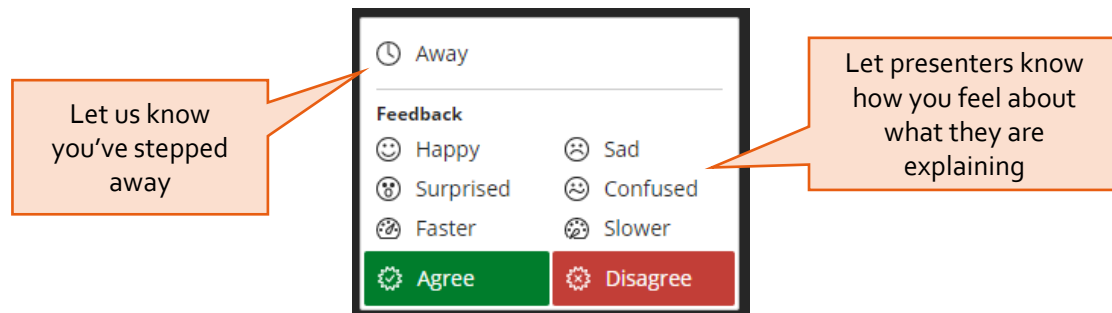 Let us know
you've stepped
away
Away
Feedback
Happy
Sad
Surprised
Confused
Faster
Slower
Agree
Disagree
Let presenters know
how you feel about
what they are
explaining